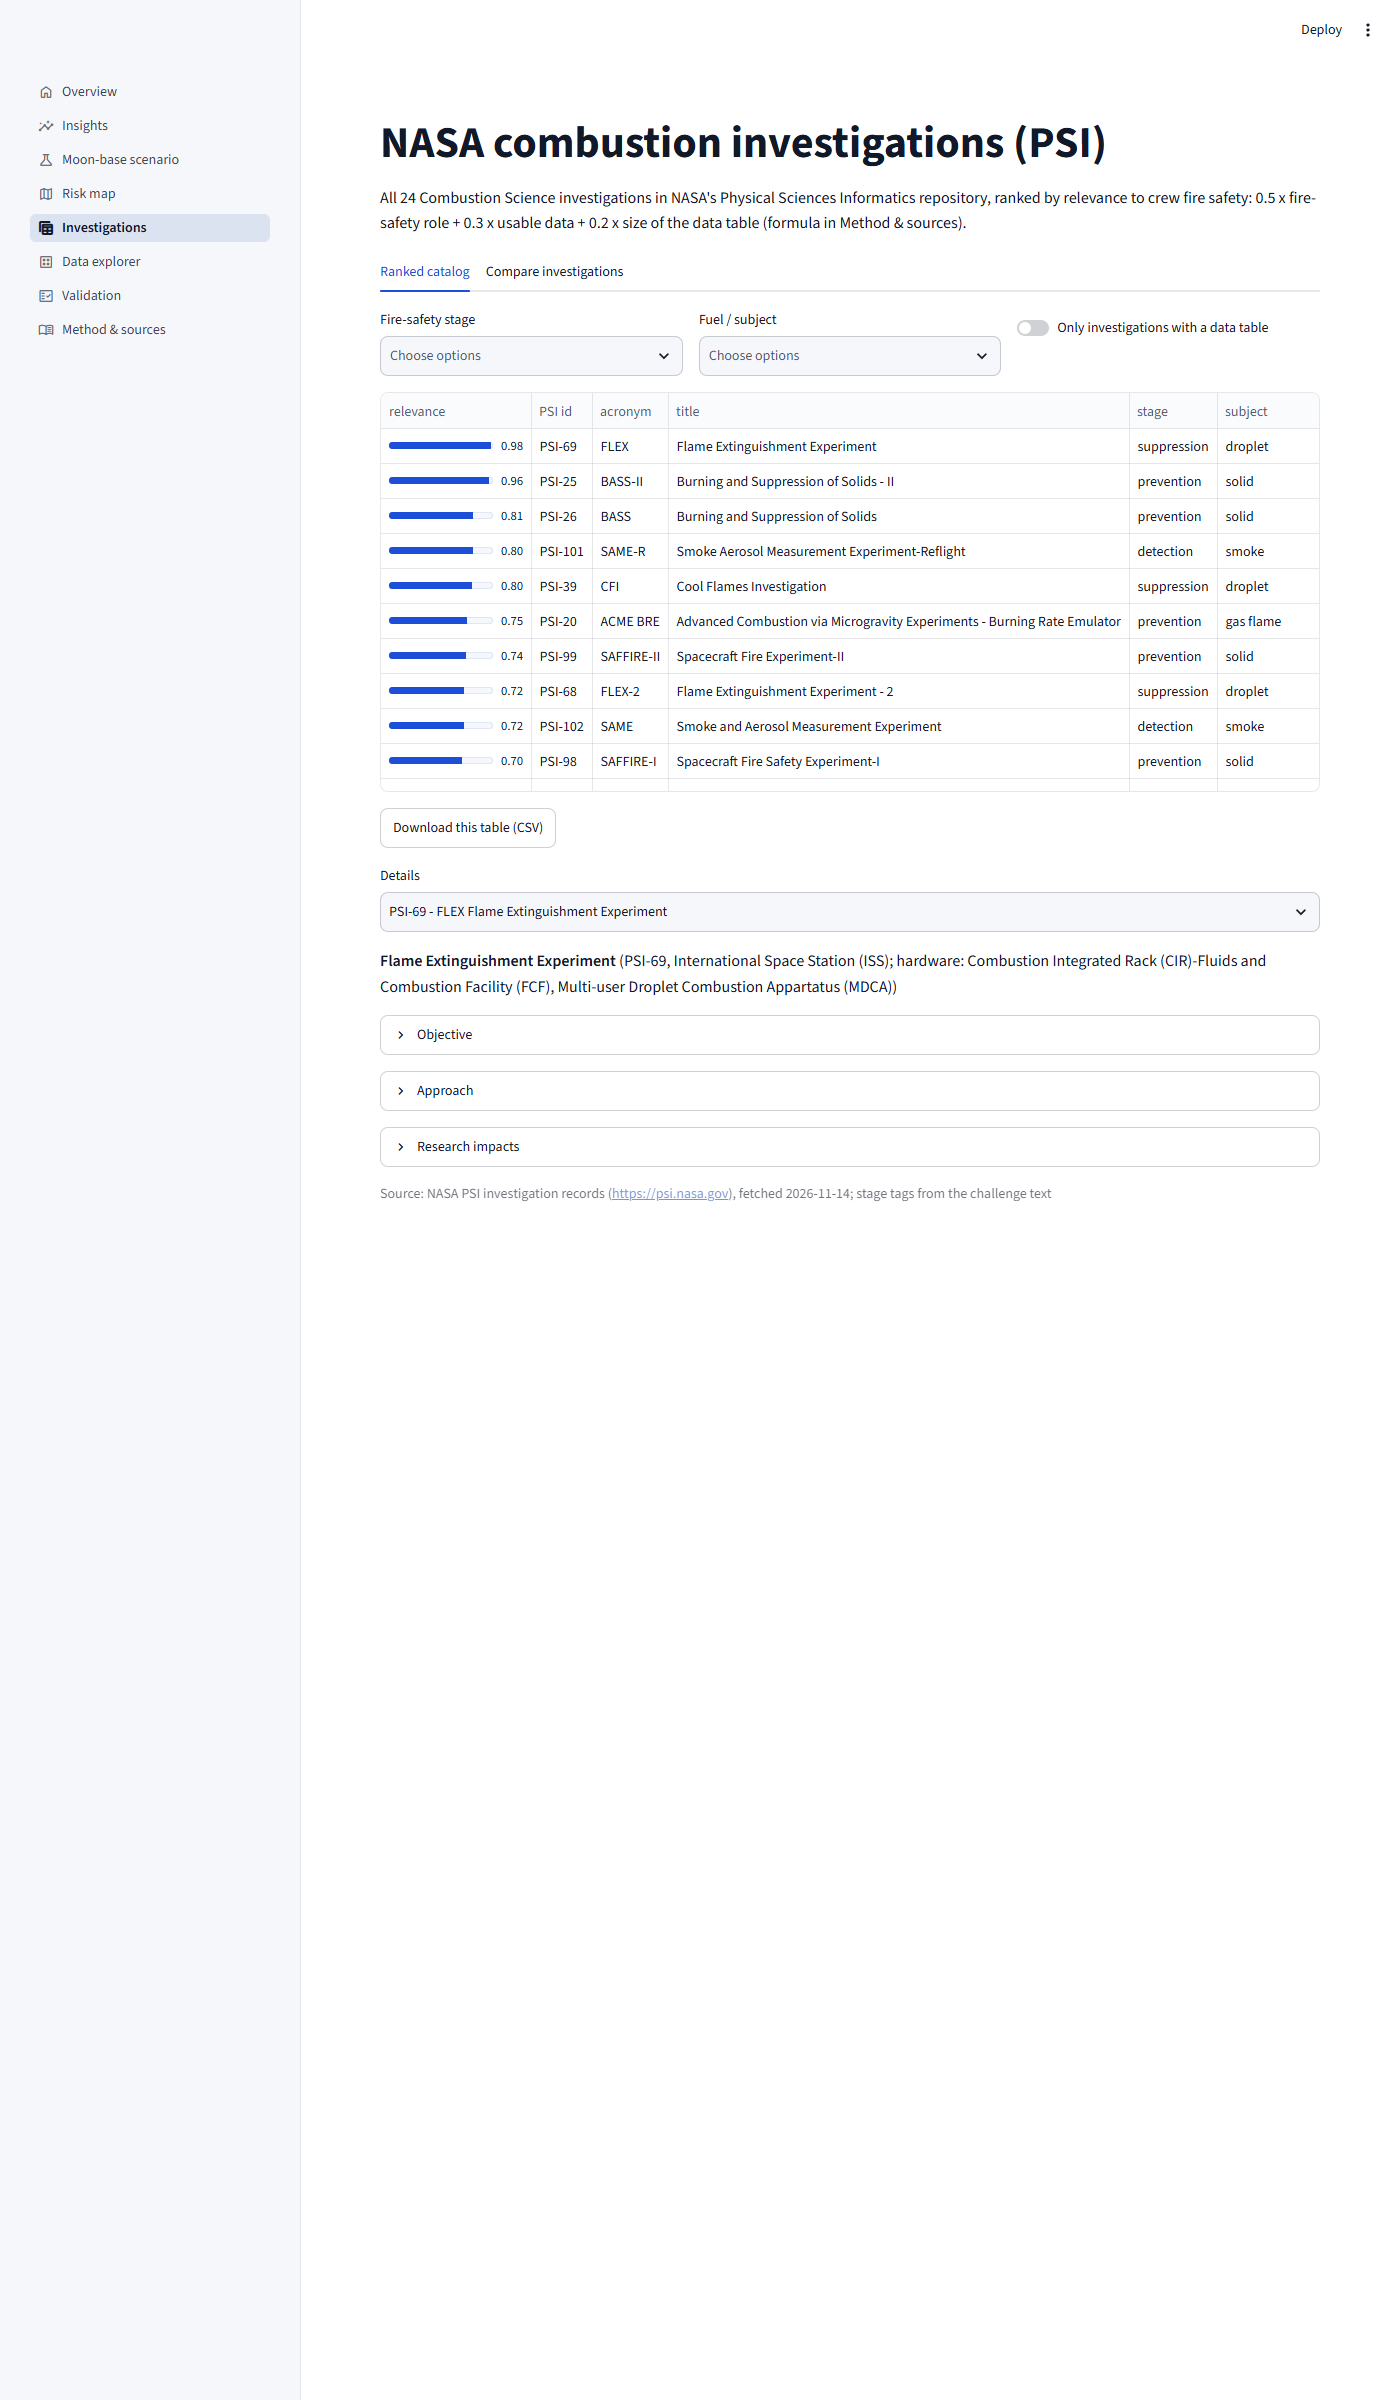 Deploy
Overview
Insights
Moon-base scenario
Risk map
Investigations
Data explorer
Validation
Method & sources
NASA combustion investigations (PSI)
All 24 Combustion Science investigations in NASA's Physical Sciences Informatics repository, ranked by relevance to crew fire safety: 0.5 x fire-
safety role + 0.3 x usable data + 0.2 x size of the data table (formula in Method & sources).
Ranked catalog Compare investigations
Fire-safety stage Fuel / subject Only investigations with a data table
Choose options Choose options
relevance PSI id acronym title stage subject
0.98 PSI-69 FLEX Flame Extinguishment Experiment suppression droplet
0.96 PSI-25 BASS-II Burning and Suppression of Solids - II prevention solid
0.81 PSI-26 BASS Burning and Suppression of Solids prevention solid
0.80 PSI-101 SAME-R Smoke Aerosol Measurement Experiment-Reflight detection smoke
0.80 PSI-39 CFI Cool Flames Investigation suppression droplet
0.75 PSI-20 ACME BRE Advanced Combustion via Microgravity Experiments - Burning Rate Emulator prevention gas flame
0.74 PSI-99 SAFFIRE-II Spacecraft Fire Experiment-II prevention solid
0.72 PSI-68 FLEX-2 Flame Extinguishment Experiment - 2 suppression droplet
0.72 PSI-102 SAME Smoke and Aerosol Measurement Experiment detection smoke
0.70 PSI-98 SAFFIRE-I Spacecraft Fire Safety Experiment-I prevention solid
Download this table (CSV)
Details
PSI-69 - FLEX Flame Extinguishment Experiment
Flame Extinguishment Experiment (PSI-69, International Space Station (ISS); hardware: Combustion Integrated Rack (CIR)-Fluids and
Combustion Facility (FCF), Multi-user Droplet Combustion Appartatus (MDCA))
Objective
Approach
Research impacts
Source: NASA PSI investigation records (https://psi.nasa.gov), fetched 2026-11-14; stage tags from the challenge text